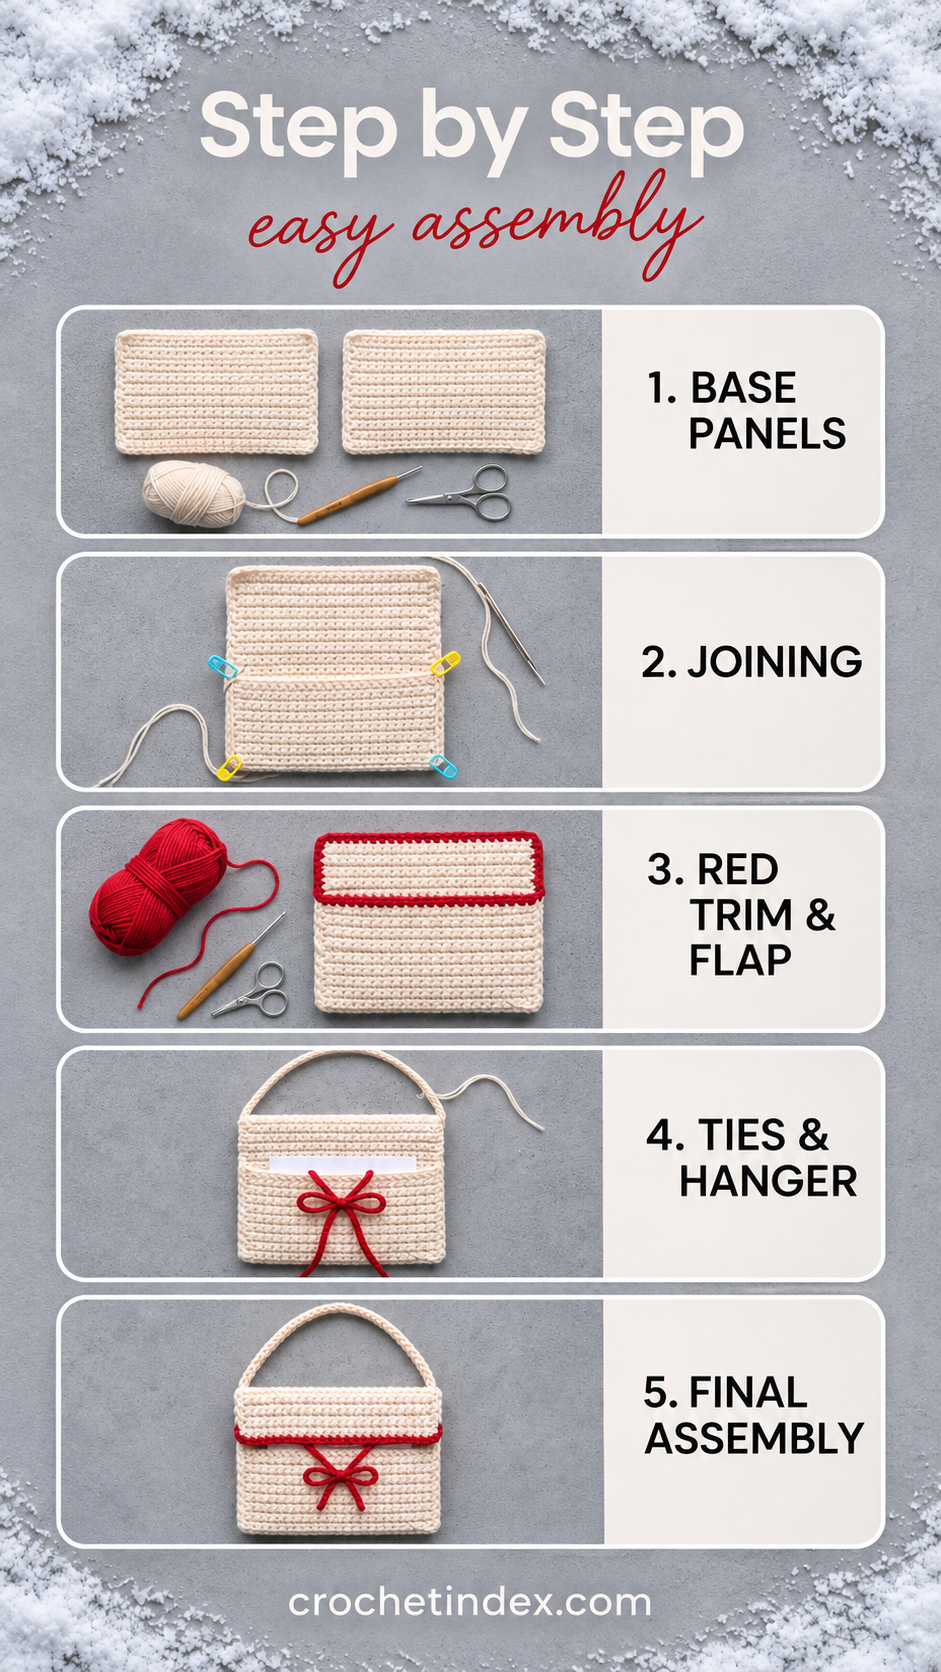 Step by Step
easy assembly
1. BASE
PANELS
2. JOINING
3. RED
TRIM &
FLAP
4. TIES &
HANGER
5. FINAL
ASSEMBLY
crochetindex.com